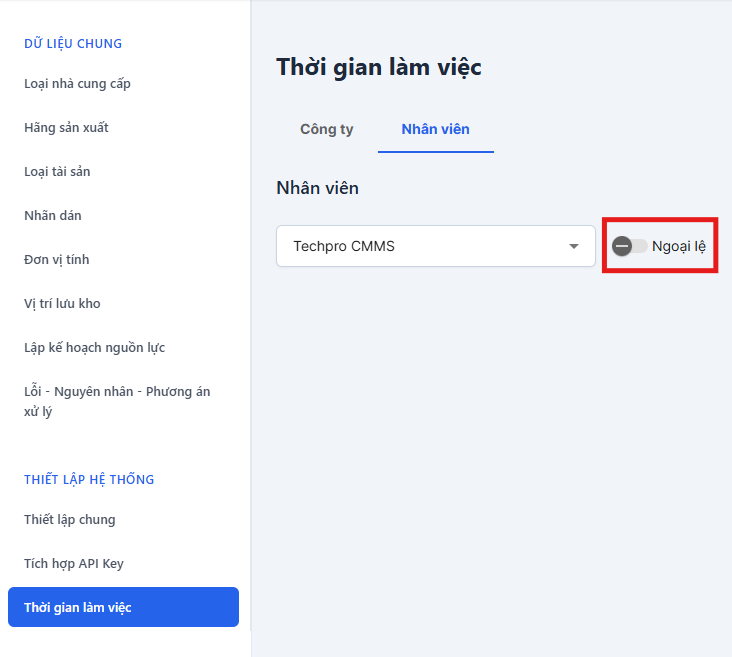 DỮ LIỆU CHUNG
Loại nhà cung cấp
Hãng sản xuất
Loại tài sản
Nhãn dán
Đơn vị tính
Vị trí lưu kho
Lập kế hoạch nguồn lực
Lỗi - Nguyên nhân - Phương án
xử lý
THIẾT LẬP HỆ THỐNG
Thiết lập chung
Tích hợp API Key
Thời gian làm việc
Thời gian làm việc
Công ty
Nhân viên
Nhân viên
Techpro CMMS
Ngoại lệ